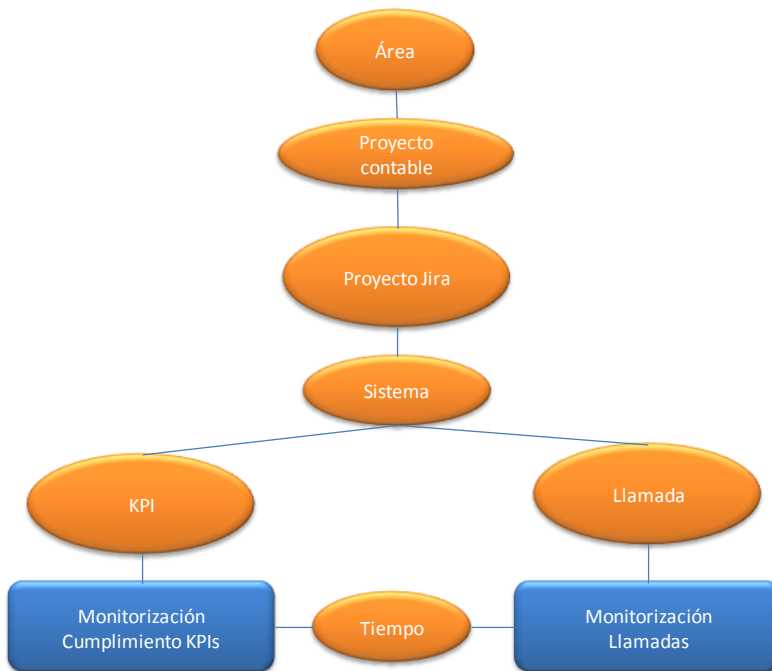 Área
Proyecto
contable
Proyecto Jira
Sistema
KPI
Llamada
Monitorización
Cumplimiento KPIs
Tiempo
Monitorización
Llamadas